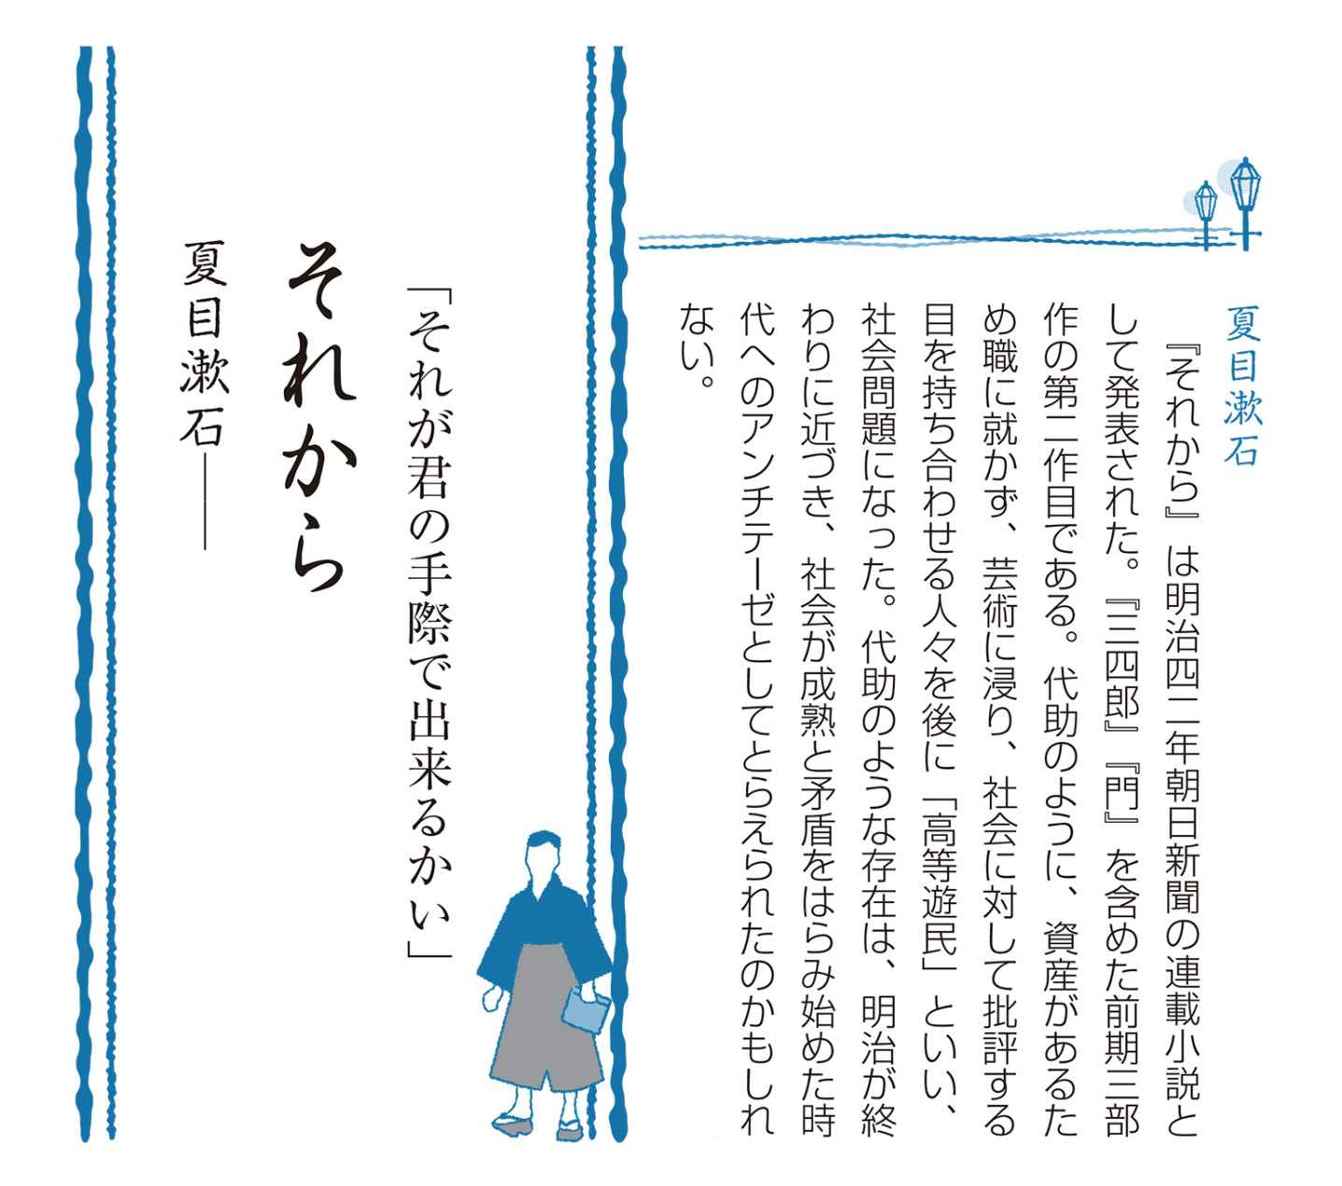 夏目漱石
『それから』は明治四二年朝日新聞の連載小説と
して発表された。『三四郎』『門』を含めた前期三部
作の第二作目である。代助のように、資産があるた
め職に就かず、芸術に浸り、社会に対して批評する
目を持ち合わせる人々を後に「高等遊民」といい、
社会問題になった。代助のような存在は、明治が終
わりに近づき、社会が成熟と矛盾をはらみ始めた時
代へのアンチテーゼとしてとらえられたのかもしれ
ない。
「それが君の手際で出来るかい」
それから
夏目漱石――